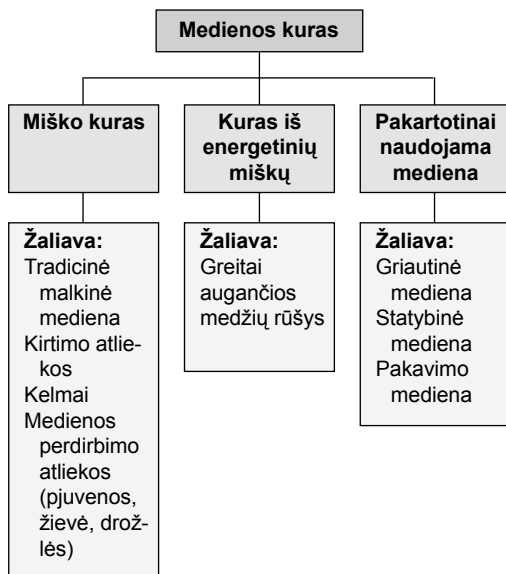 Medienos kuras
Miško kuras
Kuras iš
energetinių
miškų
Pakartotinai
naudojama
mediena
Žaliava:
Tradicinė
malkinė
mediena
Kirtimo atlie-
kos
Kelmai
Medienos
perdirbimo
atliekos
(pjuvenos,
žievė, drož-
lės)
Žaliava:
Greitai
augančios
medžių rūšys
Žaliava:
Griautinė
mediena
Statybinė
mediena
Pakavimo
mediena